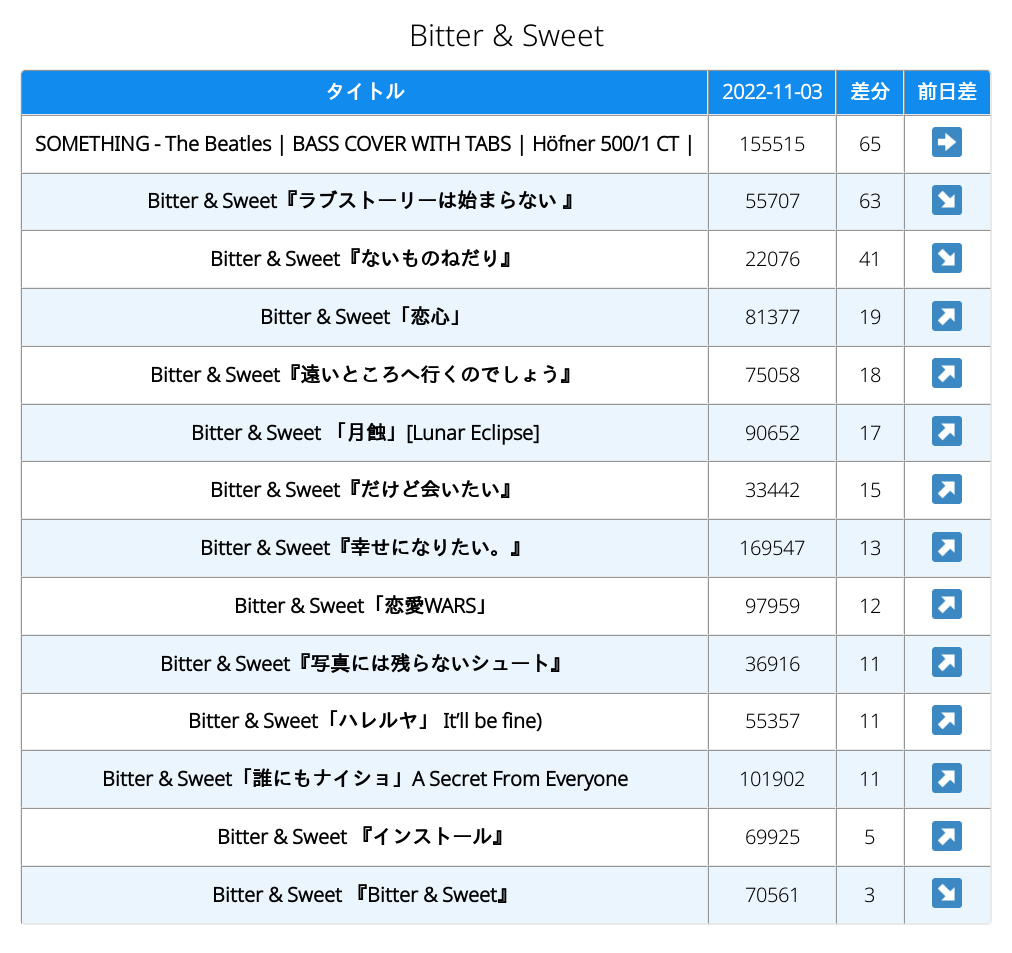 Bitter & Sweet
タイトル 2022-11-03 差分 前日差
SOMETHING - The Beatles | BASS COVER WITH TABS | Höfner 500/1 CT | 155515 65 ➡
Bitter & Sweet『ラブストーリーは始まらない 』 55707 63 ↘
Bitter & Sweet『ないものねだり』 22076 41 ↘
Bitter & Sweet「恋心」 81377 19 ↗
Bitter & Sweet『遠いところへ行くのでしょう』 75058 18 ↗
Bitter & Sweet 「月蝕」[Lunar Eclipse] 90652 17 ↗
Bitter & Sweet『だけど会いたい』 33442 15 ↗
Bitter & Sweet『幸せになりたい。』 169547 13 ↗
Bitter & Sweet「恋愛WARS」 97959 12 ↗
Bitter & Sweet『写真には残らないシュート』 36916 11 ↗
Bitter & Sweet「ハレルヤ」 It’ll be fine) 55357 11 ↗
Bitter & Sweet「誰にもナイショ」A Secret From Everyone 101902 11 ↗
Bitter & Sweet 『インストール』 69925 5 ↗
Bitter & Sweet 『Bitter & Sweet』 70561 3 ↘